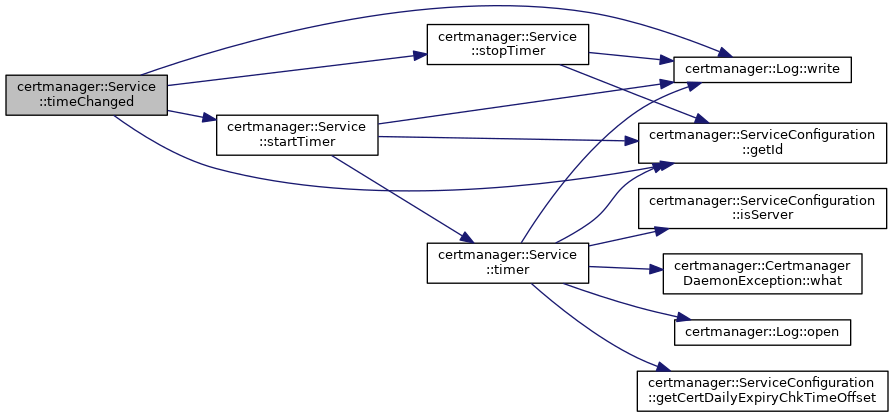 certmanager::Service
::timeChanged
certmanager::Service
::startTimer
certmanager::Service
::stopTimer
certmanager::Service
::timer
certmanager::Log::write
certmanager::ServiceConfiguration
::getId
certmanager::ServiceConfiguration
::isServer
certmanager::Certmanager
DaemonException::what
certmanager::Log::open
certmanager::ServiceConfiguration
::getCertDailyExpiryChkTimeOffset